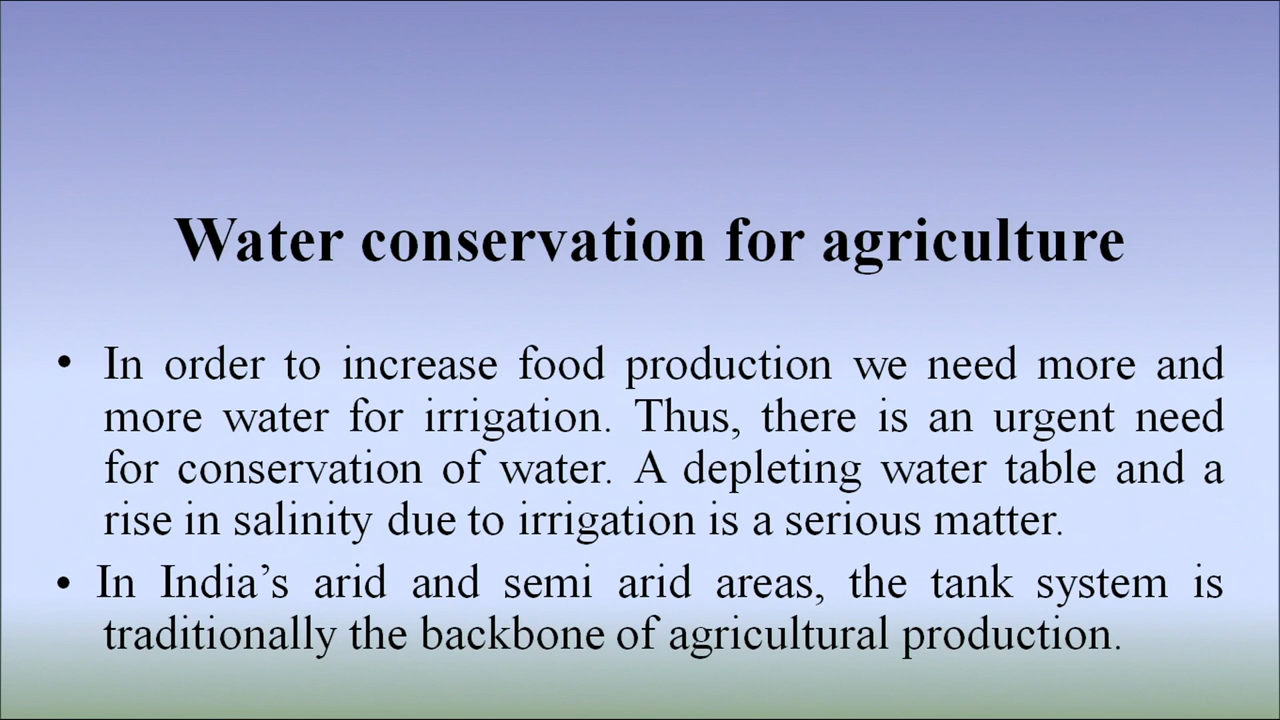 Water conservation for agriculture
• In order to increase food production we need more and
more water for irrigation. Thus, there is an urgent need
for conservation of water. A depleting water table and a
rise in salinity due to irrigation is a serious matter.
• In India’s arid and semi arid areas, the tank system is
traditionally the backbone of agricultural production.